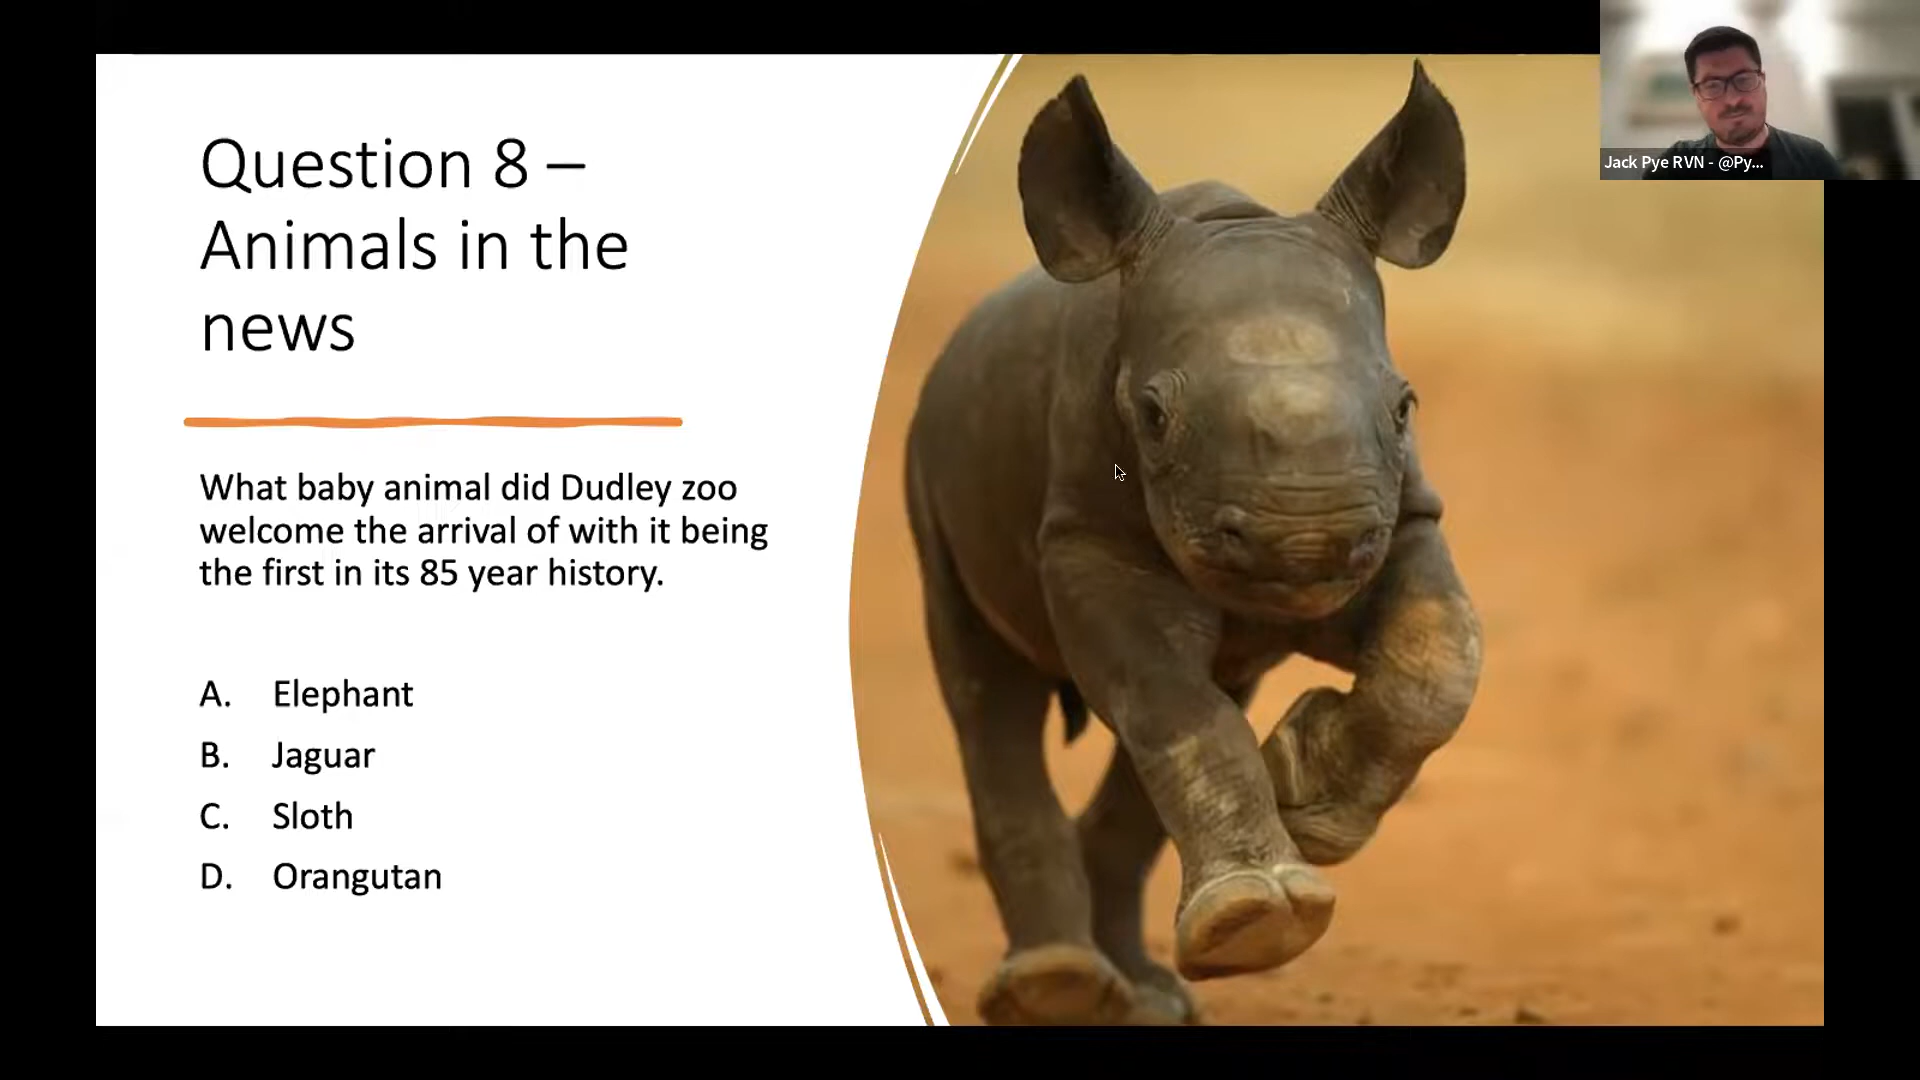 Question 8 –
Animals in the
news
What baby animal did Dudley zoo
welcome the arrival of with it being
the first in its 85 year history.
A. Elephant
B. Jaguar
C. Sloth
D. Orangutan
Jack Pye RVN - @Py...